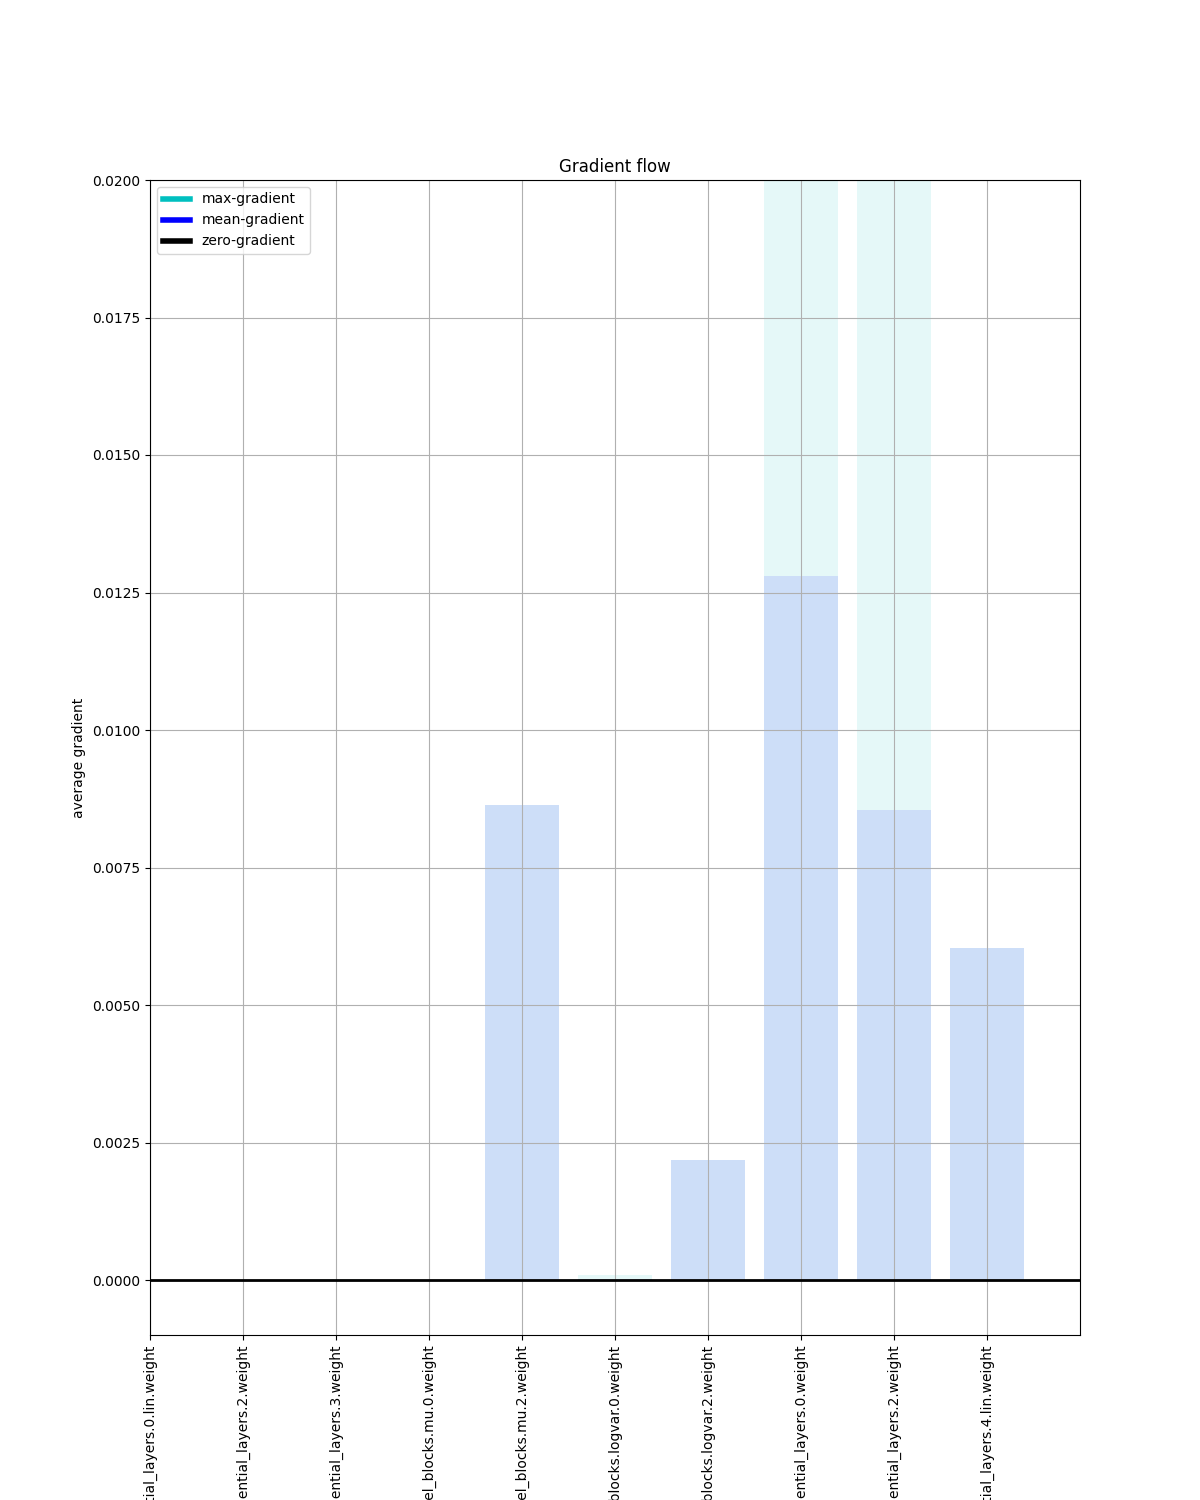 Gradient flow
max-gradient
mean-gradient
zero-gradient
0.0200
0.0175
0.0150
0.0125
0.0100
0.0075
0.0050
0.0025
0.0000
average gradient
tial_layers.0.lin.weight
ential_layers.2.weight
ential_layers.3.weight
el_blocks.mu.0.weight
el_blocks.mu.2.weight
blocks.logvar.0.weight
blocks.logvar.2.weight
ential_layers.0.weight
ential_layers.2.weight
tial_layers.4.lin.weight